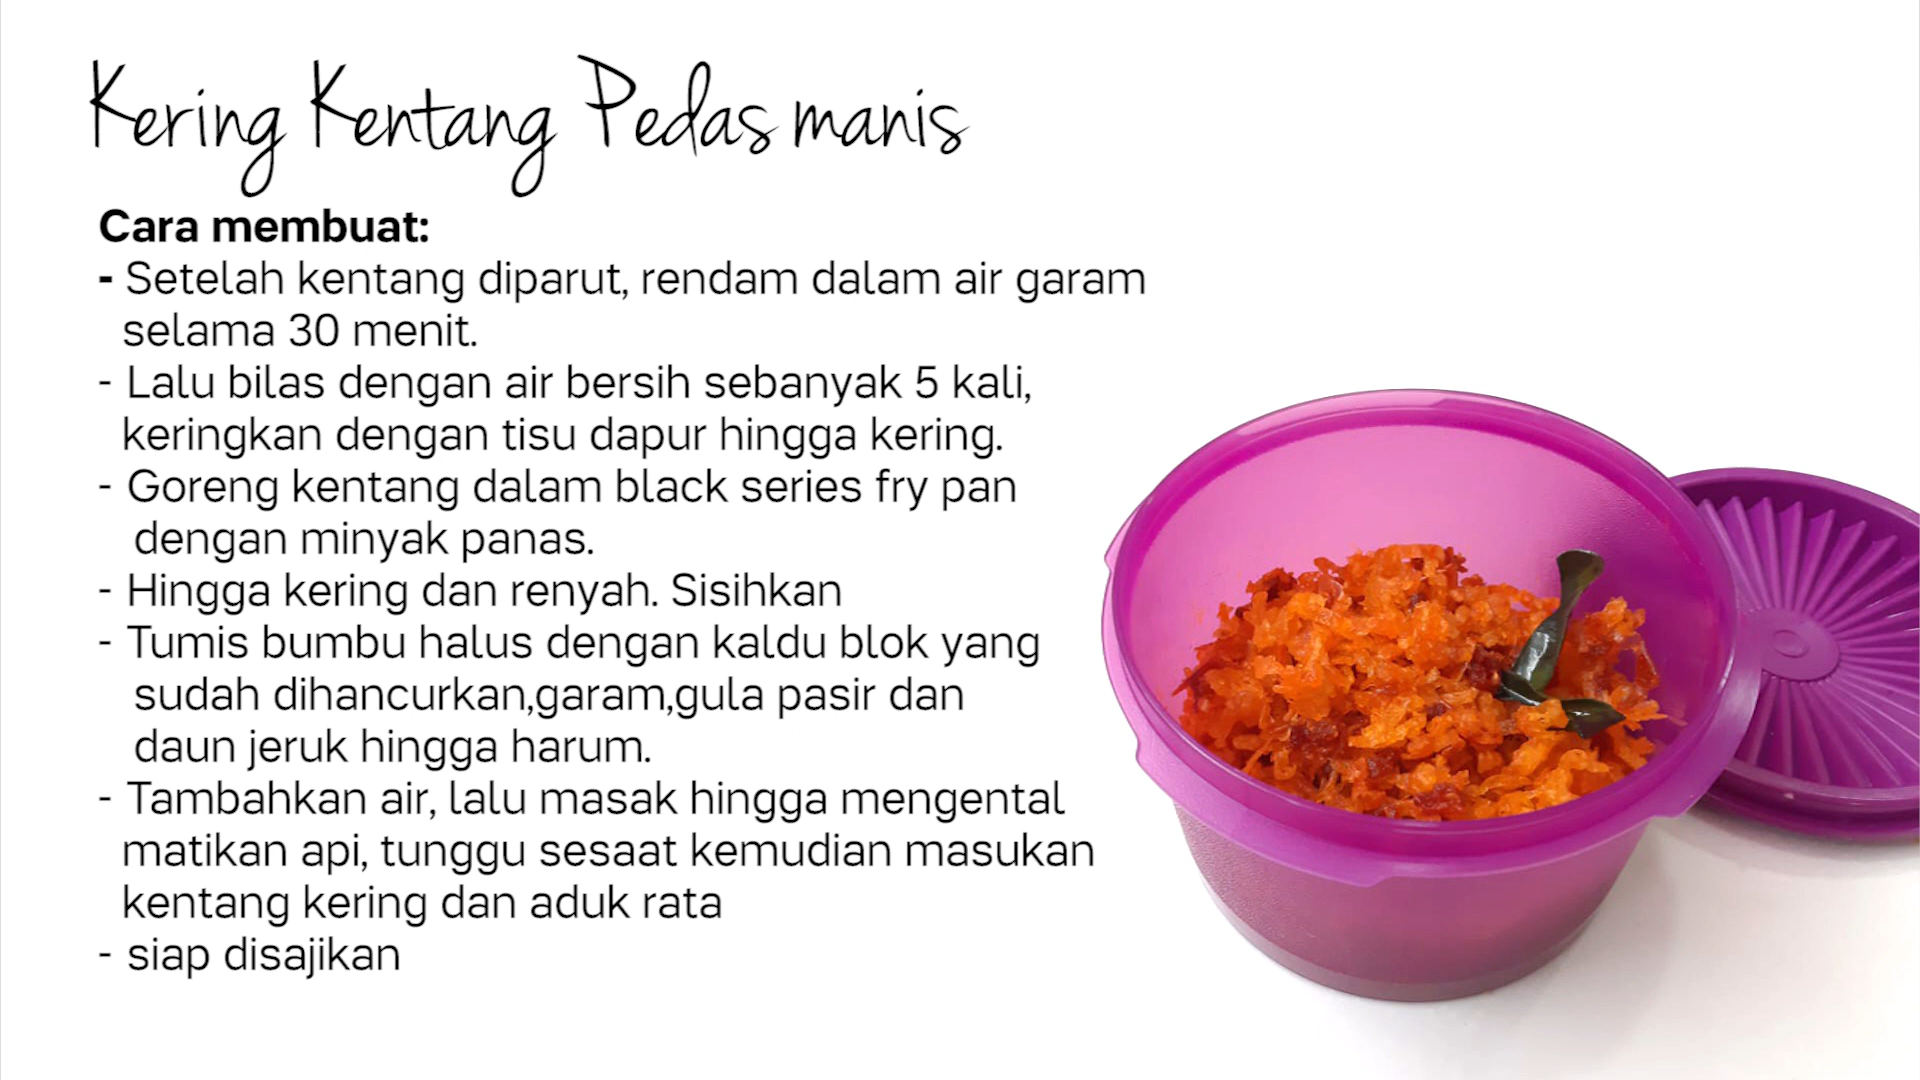 Kering Kentang Pedas manis
Cara membuat:
- Setelah kentang diparut, rendam dalam air garam
selama 30 menit.
- Lalu bilas dengan air bersih sebanyak 5 kali,
keringkan dengan tisu dapur hingga kering.
- Goreng kentang dalam black series fry pan
dengan minyak panas.
- Hingga kering dan renyah. Sisihkan
- Tumis bumbu halus dengan kaldu blok yang
sudah dihancurkan,garam,gula pasir dan
daun jeruk hingga harum.
- Tambahkan air, lalu masak hingga mengental
matikan api, tunggu sesaat kemudian masukan
kentang kering dan aduk rata
- siap disajikan